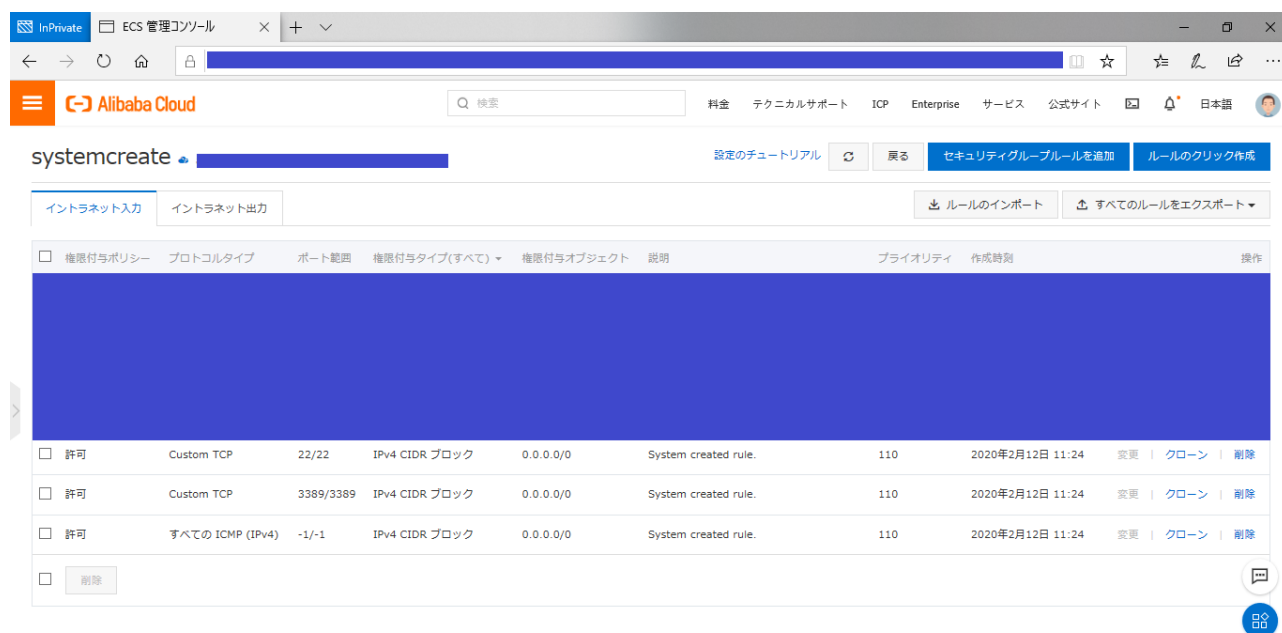 InPrivate ECS 管理コンソール
Alibaba Cloud 検索 料金 テクニカルサポート ICP Enterprise サービス 公式サイト 日本語
systemcreate 設定のチュートリアル 戻る セキュリティグループルールを追加 ルールのクリック作成
イントラネット入力 イントラネット出力 ルールのインポート すべてのルールをエクスポート
権限付与ポリシー プロトコルタイプ ポート範囲 権限付与タイプ(すべて) 権限付与オブジェクト 説明 プライオリティ 作成時刻 操作
許可 Custom TCP 22/22 IPv4 CIDR ブロック 0.0.0.0/0 System created rule. 110 2020年2月12日 11:24 変更 | クローン | 削除
許可 Custom TCP 3389/3389 IPv4 CIDR ブロック 0.0.0.0/0 System created rule. 110 2020年2月12日 11:24 変更 | クローン | 削除
許可 すべての ICMP (IPv4) -1/-1 IPv4 CIDR ブロック 0.0.0.0/0 System created rule. 110 2020年2月12日 11:24 変更 | クローン | 削除
削除